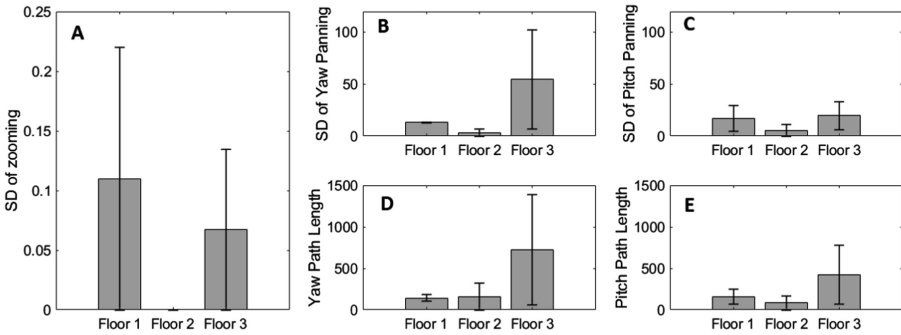 A
SD of zooming
0.25
0.2
0.15
0.1
0.05
0
Floor 1 Floor 2 Floor 3
B
SD of Yaw Panning
100
50
0
Floor 1 Floor 2 Floor 3
C
SD of Pitch Panning
100
50
0
Floor 1 Floor 2 Floor 3
D
Yaw Path Length
1500
1000
500
0
Floor 1 Floor 2 Floor 3
E
Pitch Path Length
1500
1000
500
0
Floor 1 Floor 2 Floor 3